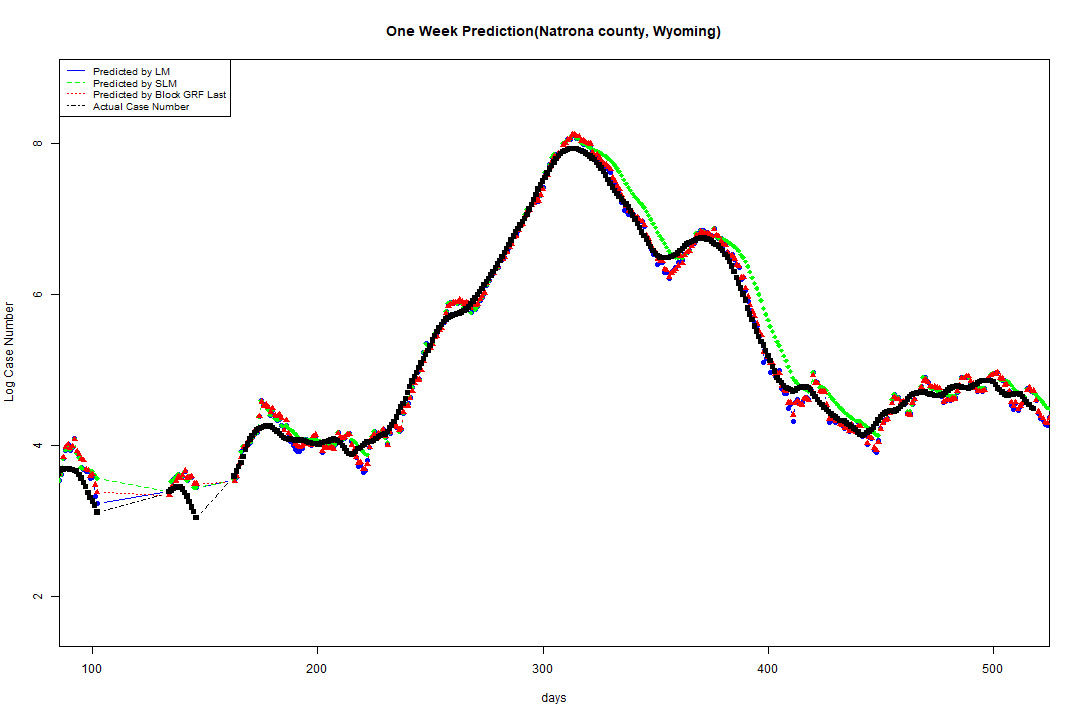 One Week Prediction(Natrona county, Wyoming)
Predicted by LM
Predicted by SLM
Predicted by Block GRF Last
Actual Case Number
8
6
4
2
Log Case Number
100 200 300 400 500
days